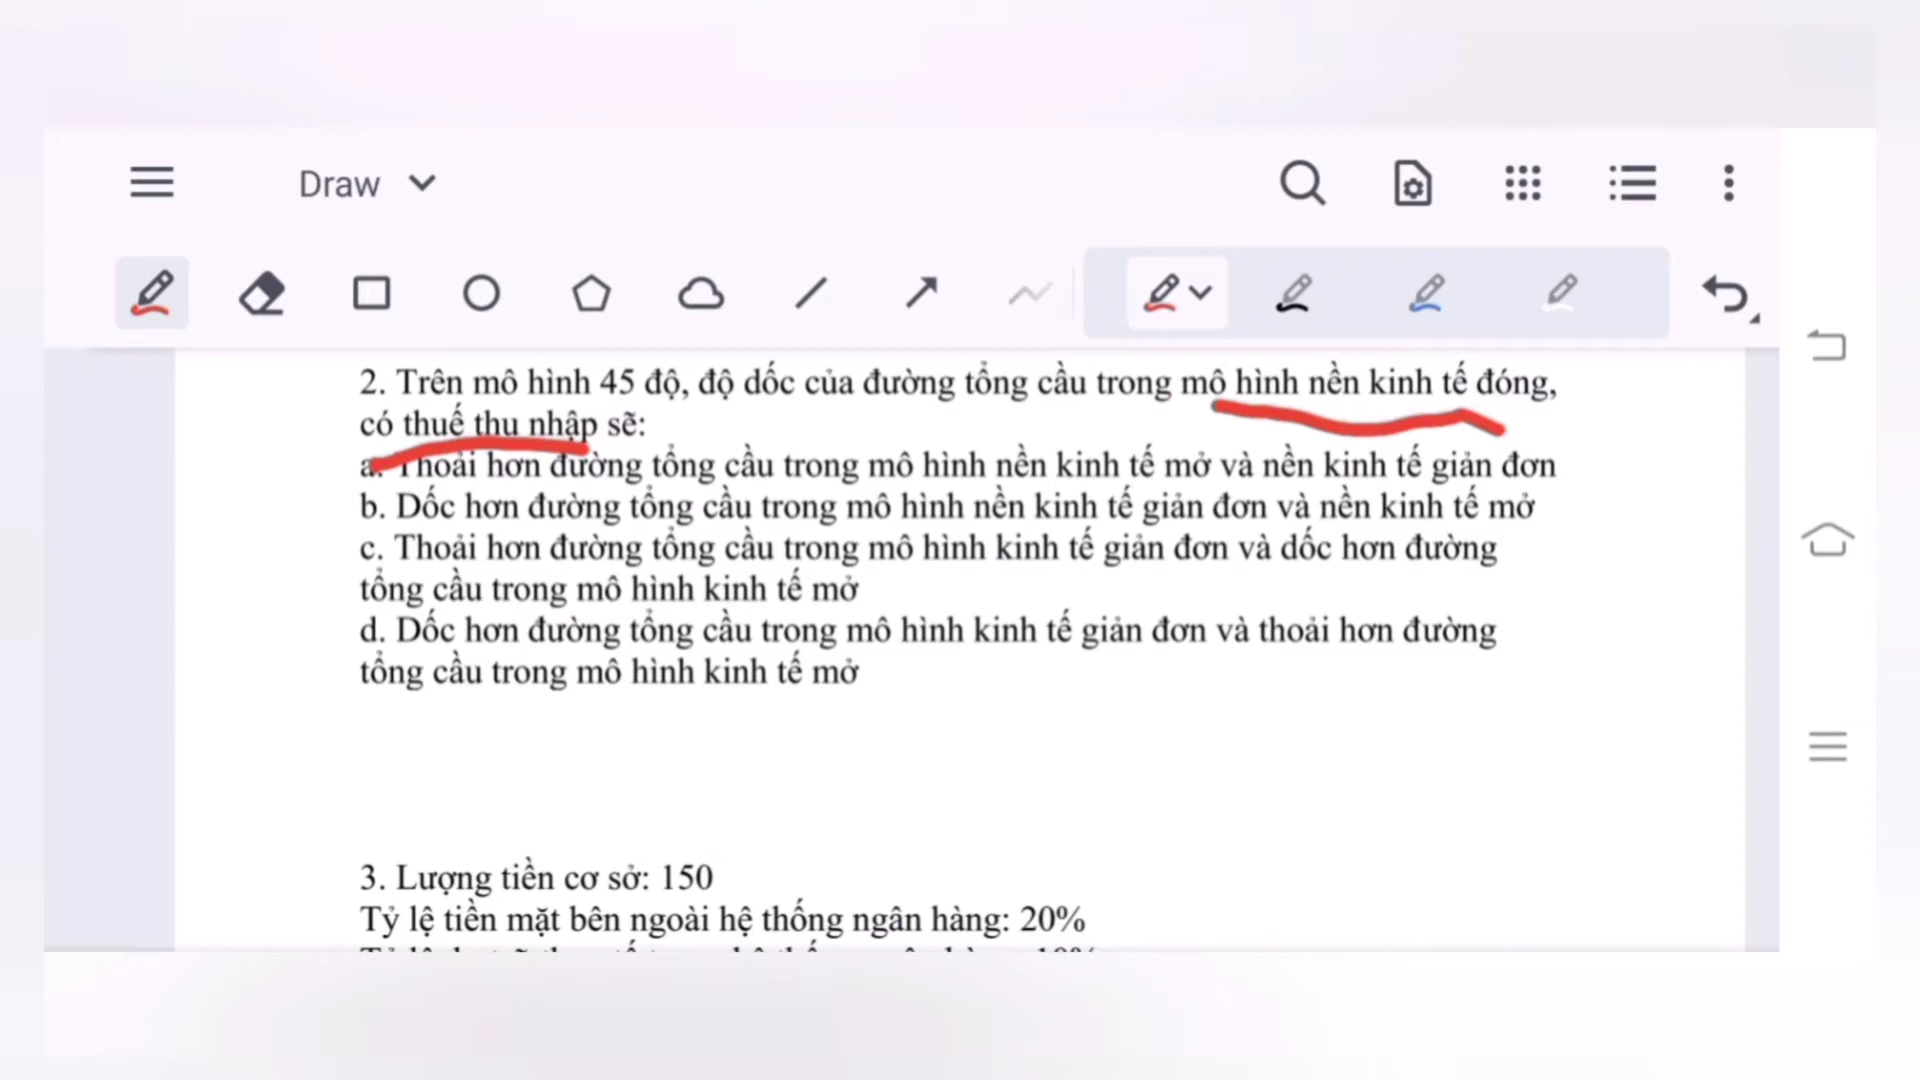 Draw
2. Trên mô hình 45 độ, độ dốc của đường tổng cầu trong mô hình nền kinh tế đóng,
có thuế thu nhập sẽ:
a. Thoải hơn đường tổng cầu trong mô hình nền kinh tế mở và nền kinh tế giản đơn
b. Dốc hơn đường tổng cầu trong mô hình nền kinh tế giản đơn và nền kinh tế mở
c. Thoải hơn đường tổng cầu trong mô hình kinh tế giản đơn và dốc hơn đường
tổng cầu trong mô hình kinh tế mở
d. Dốc hơn đường tổng cầu trong mô hình kinh tế giản đơn và thoải hơn đường
tổng cầu trong mô hình kinh tế mở
3. Lượng tiền cơ sở: 150
Tỷ lệ tiền mặt bên ngoài hệ thống ngân hàng: 20%